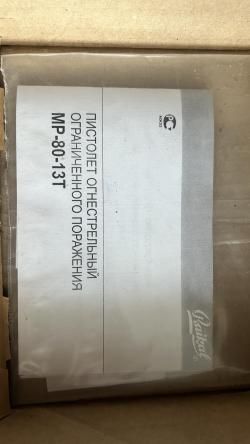 Baikal
ПИСТОЛЕТ ОГНЕСТРЕЛЬНЫЙ
ОГРАНИЧЕННОГО ПОРАЖЕНИЯ
МР-80-13Т